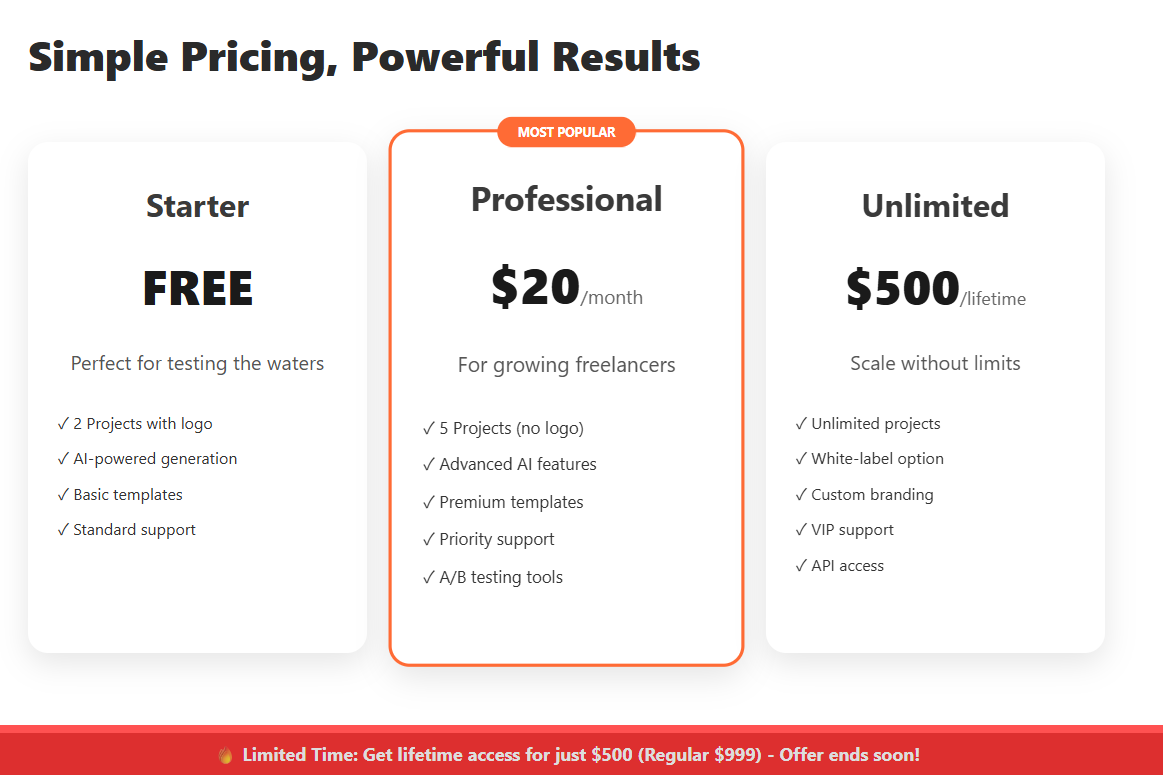 Simple Pricing, Powerful Results
Starter
FREE
Perfect for testing the waters
✓ 2 Projects with logo
✓ AI-powered generation
✓ Basic templates
✓ Standard support
MOST POPULAR
Professional
$20/month
For growing freelancers
✓ 5 Projects (no logo)
✓ Advanced AI features
✓ Premium templates
✓ Priority support
✓ A/B testing tools
Unlimited
$500/lifetime
Scale without limits
✓ Unlimited projects
✓ White-label option
✓ Custom branding
✓ VIP support
✓ API access
🔥 Limited Time: Get lifetime access for just $500 (Regular $999) - Offer ends soon!